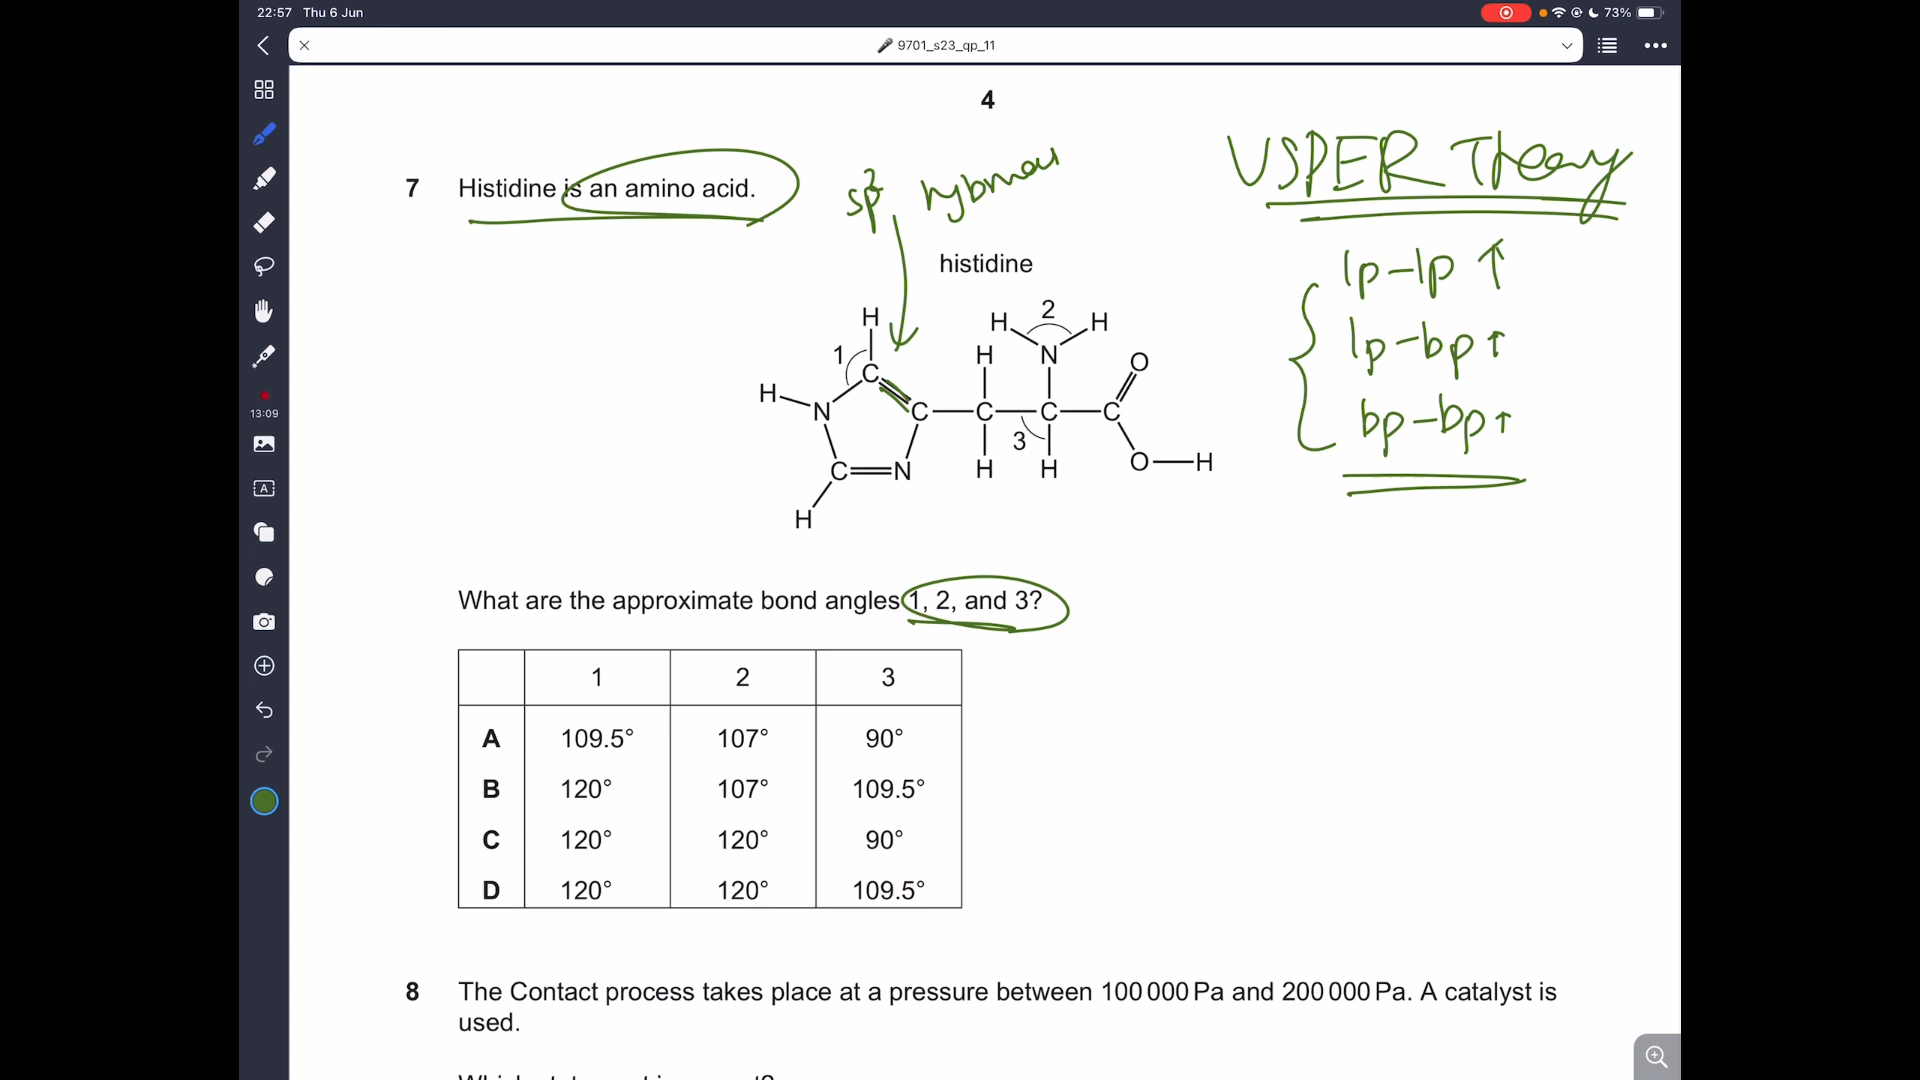 22:57 Thu 6 Jun
73%
9701_s23_qp_11
4
7 Histidine is an amino acid.
sp²
VSPER Theory
histidine
lp-lp ↑
lp-bp ↑
bp-bp ↑
H H 2 H
1 H N O
C
H N C C C C
3
C N H H O H
H
13:09
A
What are the approximate bond angles 1, 2, and 3?
1 2 3
A 109.5° 107° 90°
B 120° 107° 109.5°
C 120° 120° 90°
D 120° 120° 109.5°
8 The Contact process takes place at a pressure between 100 000 Pa and 200 000 Pa. A catalyst is
used.